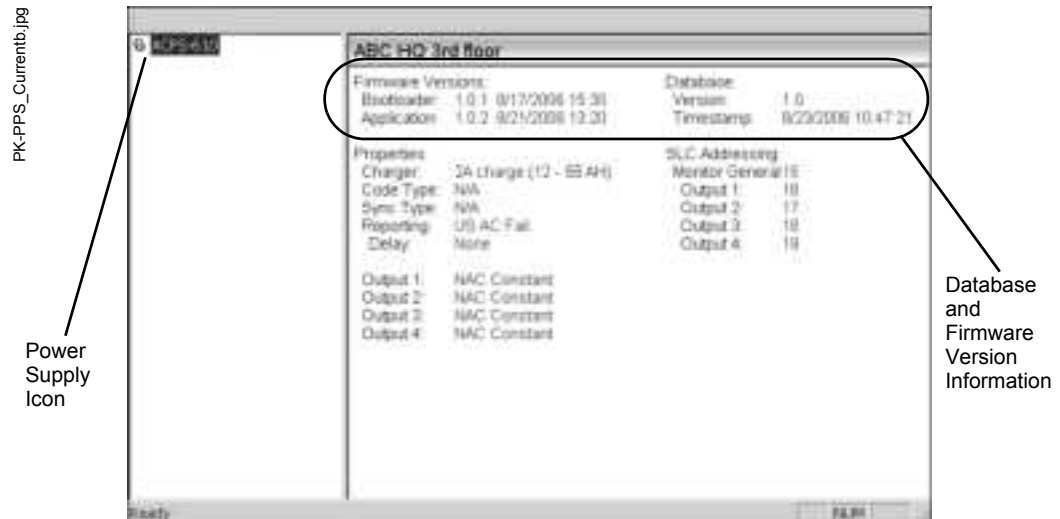 PK-PPS_Currentb.jpg
ACPS-610
ABC HQ 3rd floor
Firmware Versions:
Bootloader: 1.0.1 8/17/2006 15:30
Application: 1.0.2 8/21/2006 13:20
Database:
Version: 1.0
Timestamp: 8/23/2006 10:47:21
Properties:
Charger: 2A charge (12 - 55 AH)
Code Type: N/A
Sync Type: N/A
Reporting: US AC Fail
Delay: None
Output 1: NAC Constant
Output 2: NAC Constant
Output 3: NAC Constant
Output 4: NAC Constant
SLC Addressing:
Monitor General: 15
Output 1: 16
Output 2: 17
Output 3: 18
Output 4: 19
Power
Supply
Icon
Database
and
Firmware
Version
Information
Ready
NUM